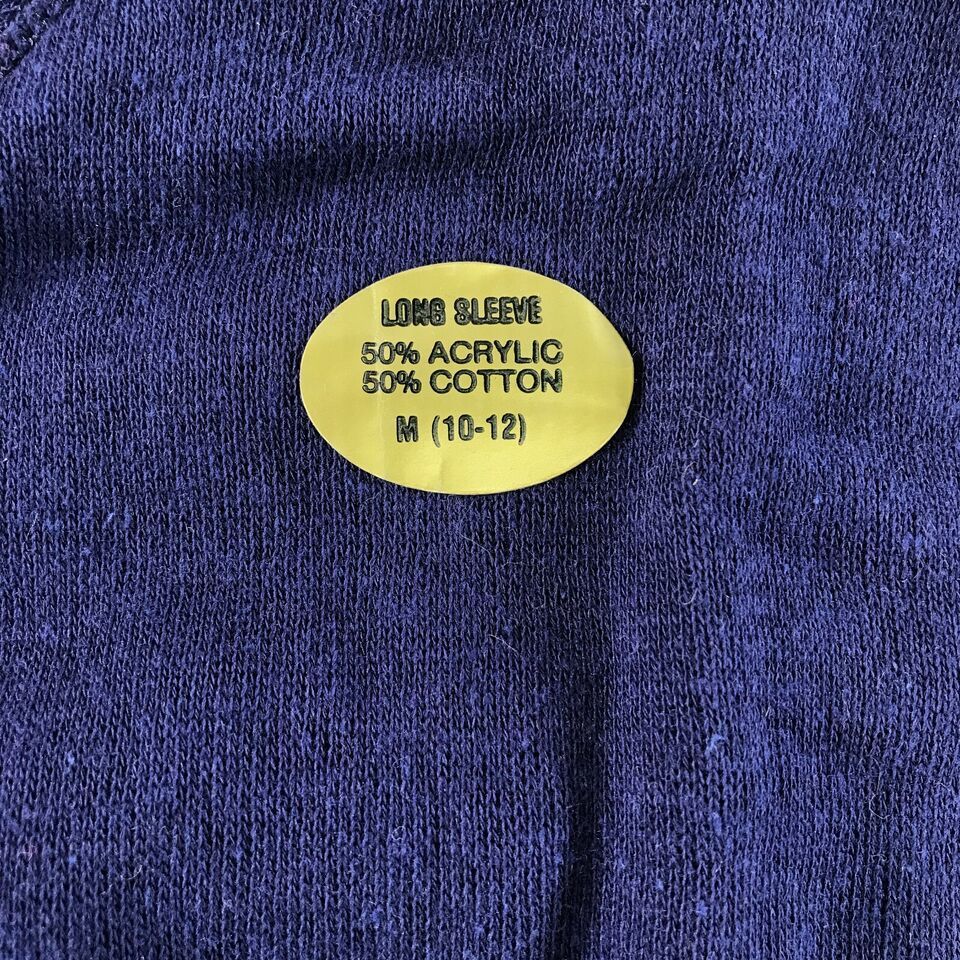 LONG SLEEVE
50% ACRYLIC
50% COTTON
M (10-12)